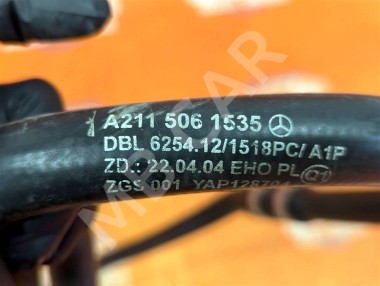 A211 506 1535
DBL 6254.12/1518PC/A1P
ZD.: 22.04.04 EHO PL
ZGS 001